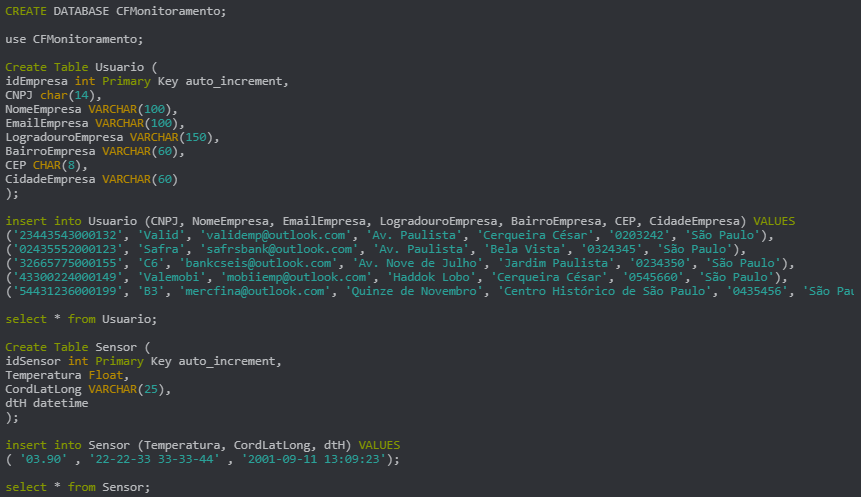 CREATE DATABASE CFMonitoramento;
use CFMonitoramento;
Create Table Usuario (
idEmpresa int Primary Key auto_increment,
CNPJ char(14),
NomeEmpresa VARCHAR(100),
EmailEmpresa VARCHAR(100),
LogradouroEmpresa VARCHAR(150),
BairroEmpresa VARCHAR(60),
CEP CHAR(8),
CidadeEmpresa VARCHAR(60)
);
insert into Usuario (CNPJ, NomeEmpresa, EmailEmpresa, LogradouroEmpresa, BairroEmpresa, CEP, CidadeEmpresa) VALUES
('23443543000132', 'Valid', 'validemp@outlook.com', 'Av. Paulista', 'Cerqueira César', '0203242', 'São Paulo'),
('02435552000123', 'Safra', 'safrsbank@outlook.com', 'Av. Paulista', 'Bela Vista', '0324345', 'São Paulo'),
('32665775000155', 'C6', 'bankcseis@outlook.com', 'Av. Nove de Julho', 'Jardim Paulista', '0234350', 'São Paulo'),
('43300224000149', 'Valemobi', 'mobiiemp@outlook.com', 'Haddok Lobo', 'Cerqueira César', '0545660', 'São Paulo'),
('54431236000199', 'B3', 'mercfina@outlook.com', 'Quinze de Novembro', 'Centro Histórico de São Paulo', '0435456', 'São Pau
select * from Usuario;
Create Table Sensor (
idSensor int Primary Key auto_increment,
Temperatura Float,
CordLatLong VARCHAR(25),
dtH datetime
);
insert into Sensor (Temperatura, CordLatLong, dtH) VALUES
( '03.90' , '22-22-33 33-33-44' , '2001-09-11 13:09:23');
select * from Sensor;